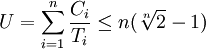 U = \sum_{i=1}^{n} \frac{C_i}{T_i} \leq n(\sqrt[n]{2} - 1)